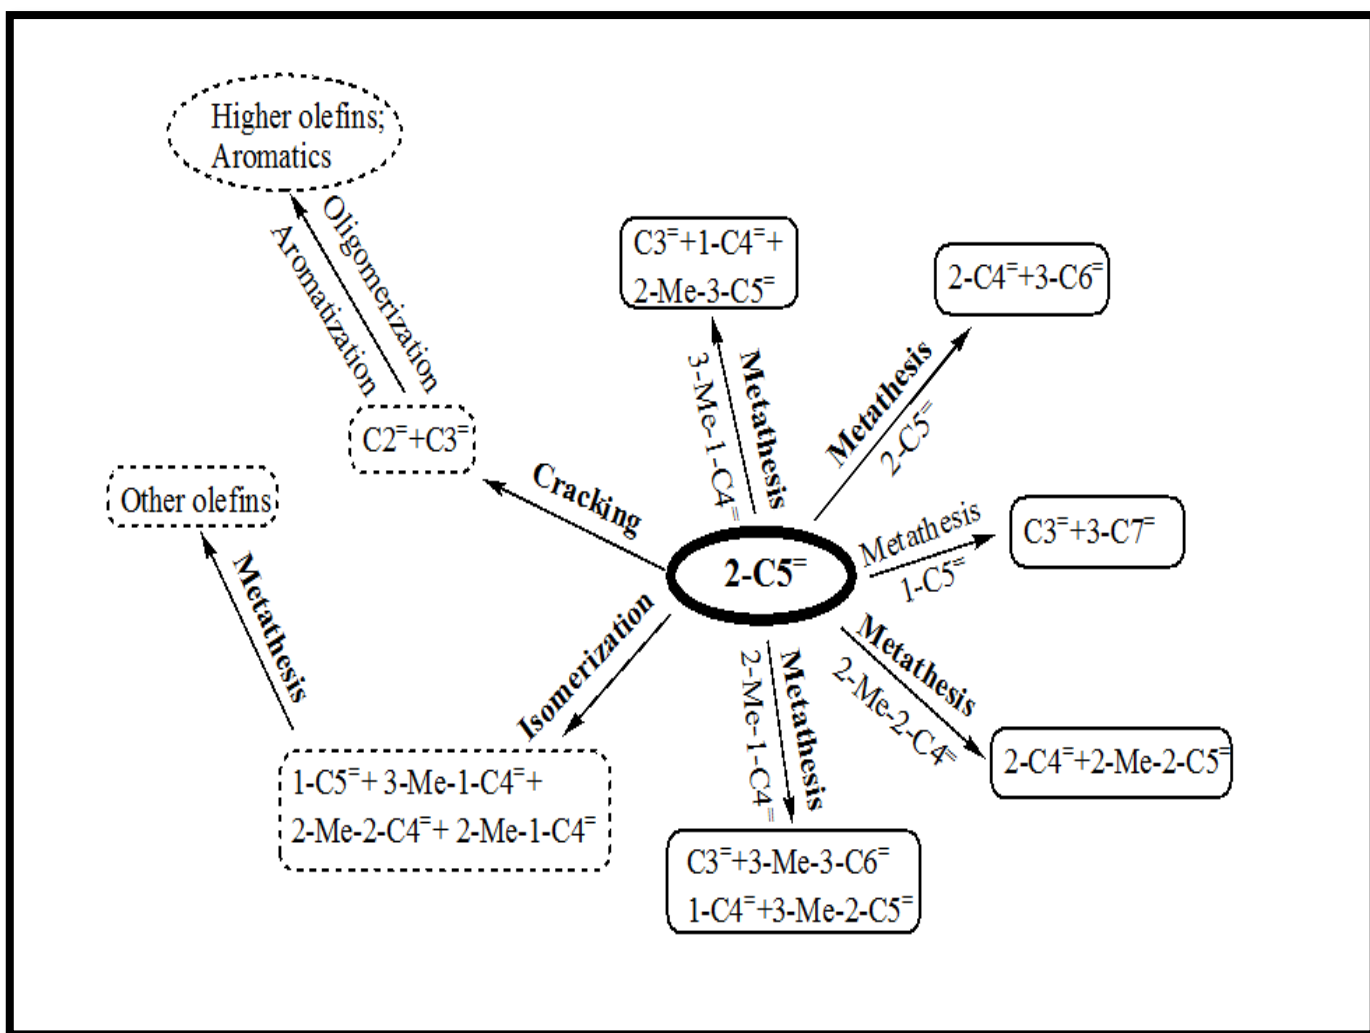 Higher olefins;
Aromatics
Oligomerization
Aromatization
C2⁼+C3⁼
Cracking
Other olefins
Metathesis
Isomerization
1-C5⁼+ 3-Me-1-C4⁼+
2-Me-2-C4⁼+ 2-Me-1-C4⁼
2-C5⁼
C3⁼+1-C4⁼+
2-Me-3-C5⁼
Metathesis
3-Me-1-C4⁼
2-C4⁼+3-C6⁼
Metathesis
2-C5⁼
C3⁼+3-C7⁼
Metathesis
1-C5⁼
Metathesis
2-Me-2-C4⁼
2-C4⁼+2-Me-2-C5⁼
Metathesis
2-Me-1-C4⁼
C3⁼+3-Me-3-C6⁼
1-C4⁼+3-Me-2-C5⁼